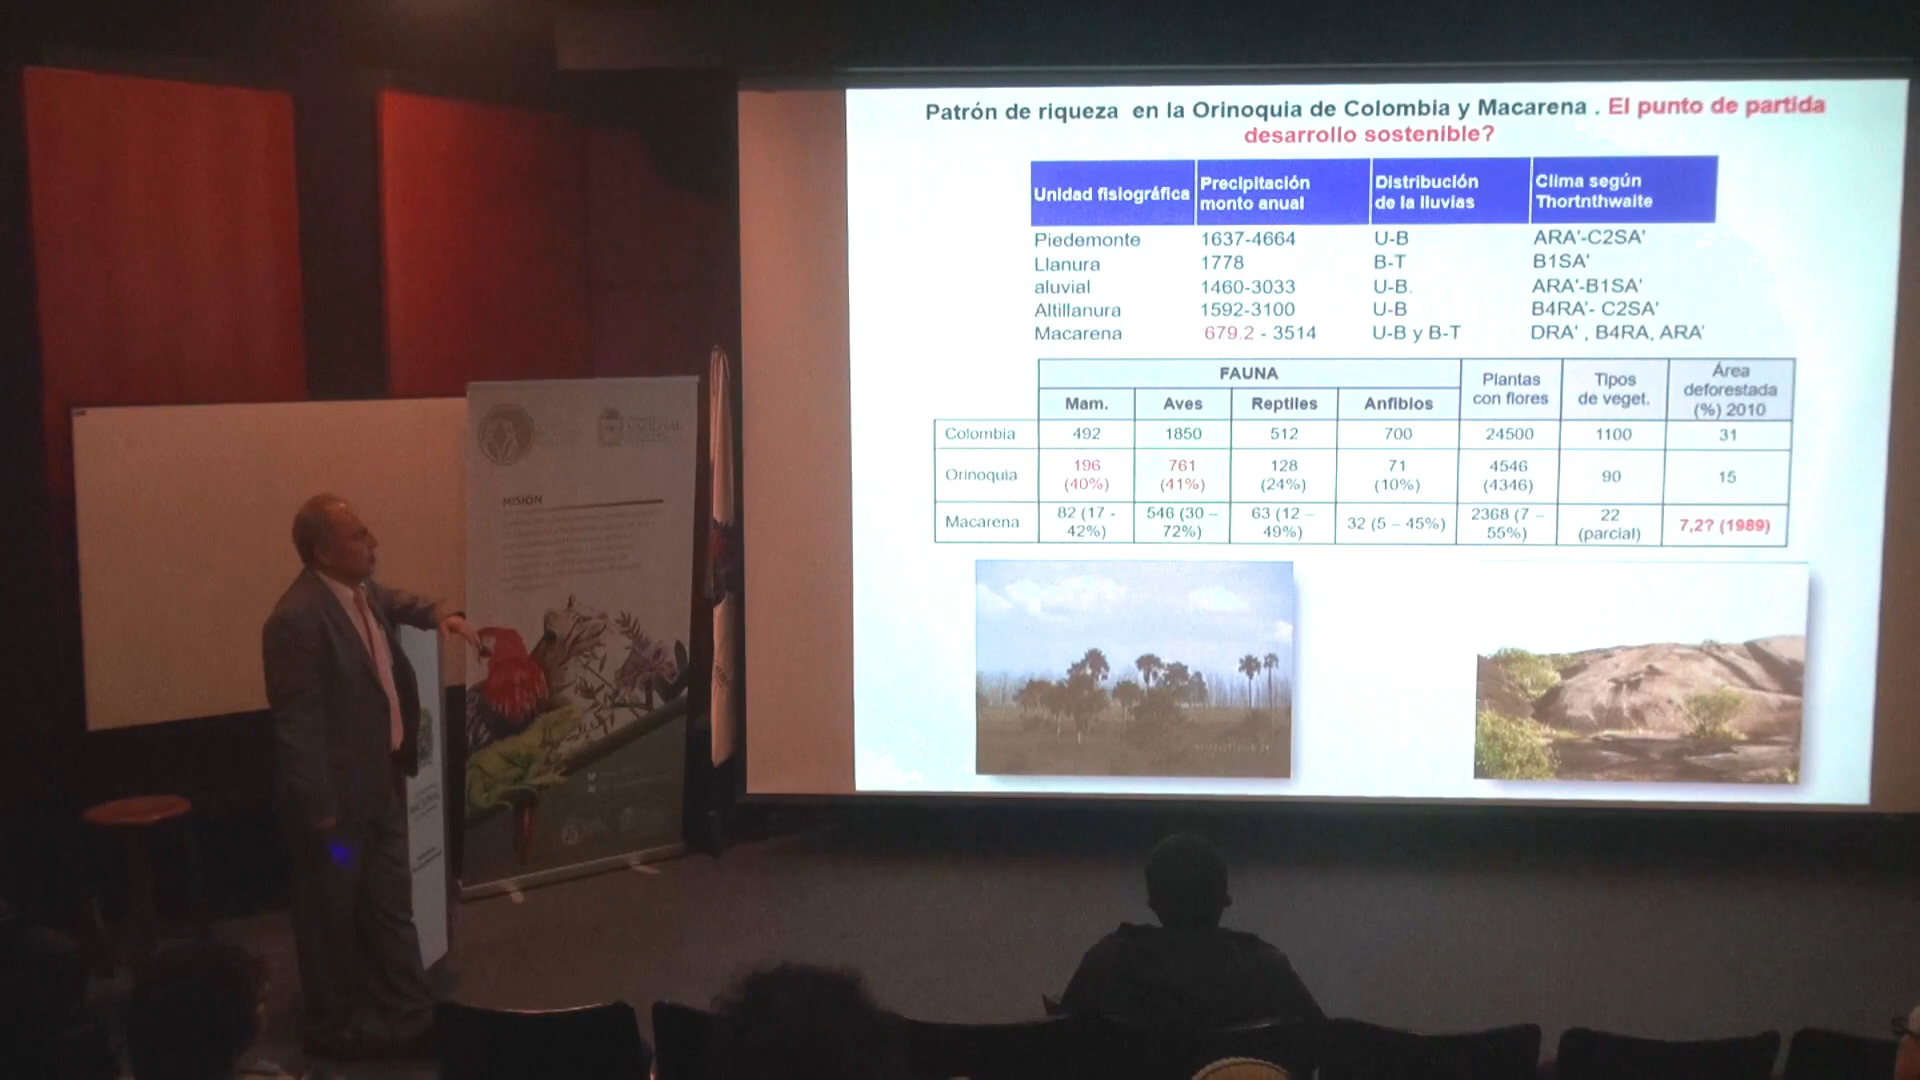 Patrón de riqueza en la Orinoquia de Colombia y Macarena . El punto de partida
desarrollo sostenible?
Unidad fisiográfica Precipitación monto anual Distribución de la lluvias Clima según Thortnthwaite
Piedemonte 1637-4664 U-B ARA'-C2SA'
Llanura 1778 B-T B1SA'
aluvial 1460-3033 U-B. ARA'-B1SA'
Altillanura 1592-3100 U-B B4RA'- C2SA'
Macarena 679.2 - 3514 U-B y B-T DRA' , B4RA, ARA'
FAUNA Plantas con flores Tipos de veget. Área deforestada (%) 2010
Mam. Aves Reptiles Anfibios
Colombia 492 1850 512 700 24500 1100 31
Orinoquia 196 (40%) 761 (41%) 128 (24%) 71 (10%) 4546 (4346) 90 15
Macarena 82 (17 - 42%) 546 (30 – 72%) 63 (12 – 49%) 32 (5 – 45%) 2368 (7 – 55%) 22 (parcial) 7,2? (1989)
NACIONAL
MISIÓN